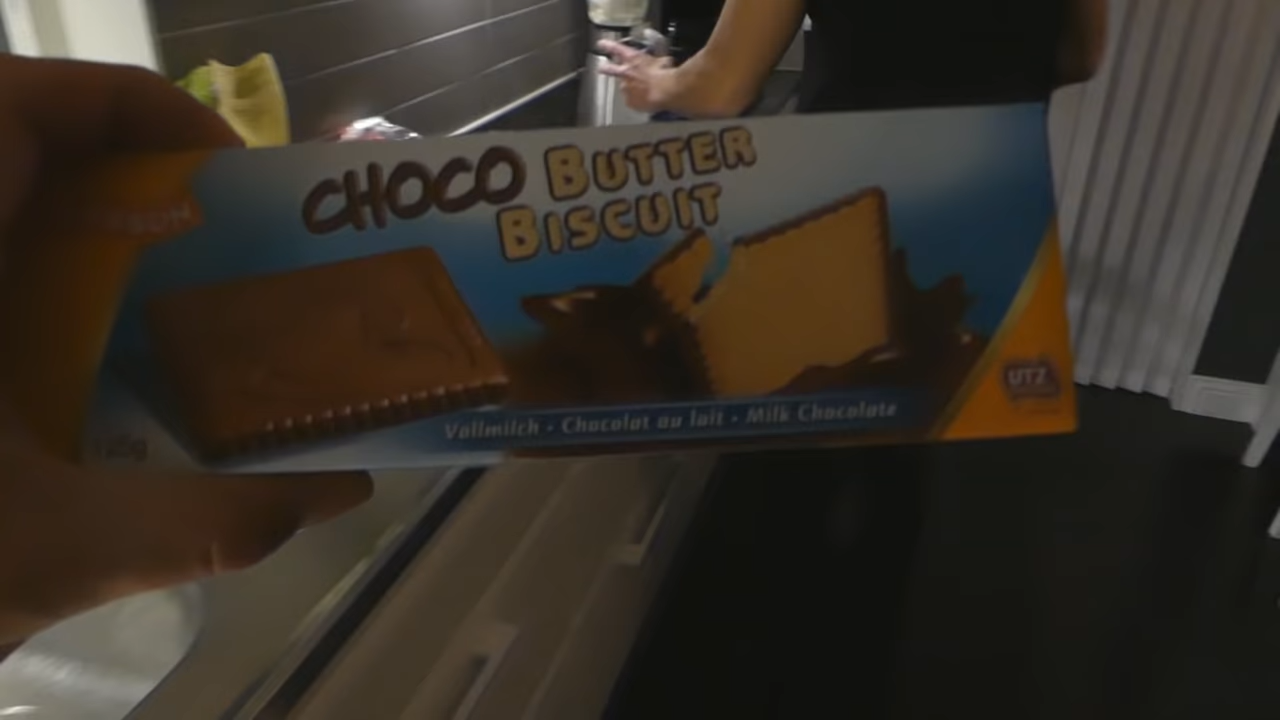 CHOCO BUTTER
BISCUIT
Vollmilch · Chocolat au lait · Milk Chocolate
UTZ